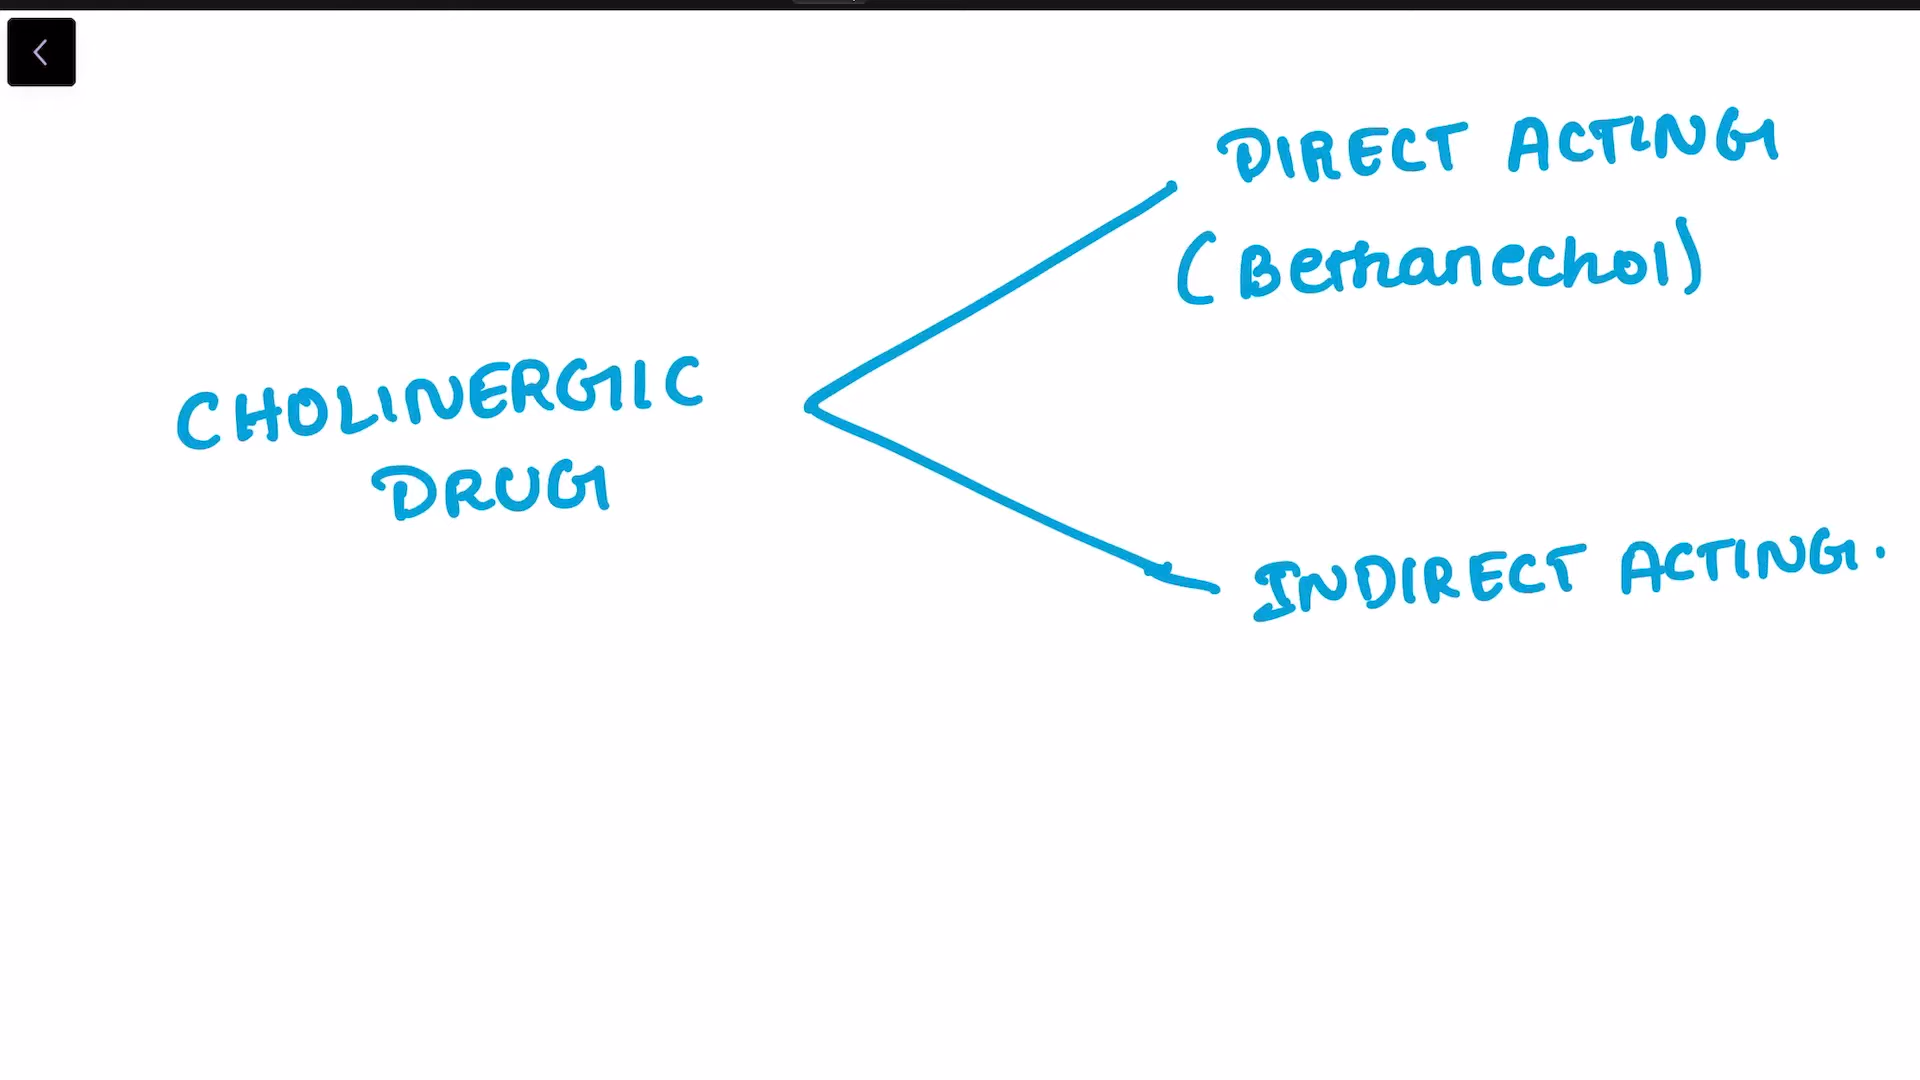 DIRECT ACTING
(Bethanechol)
CHOLINERGIC
DRUG
INDIRECT ACTING.